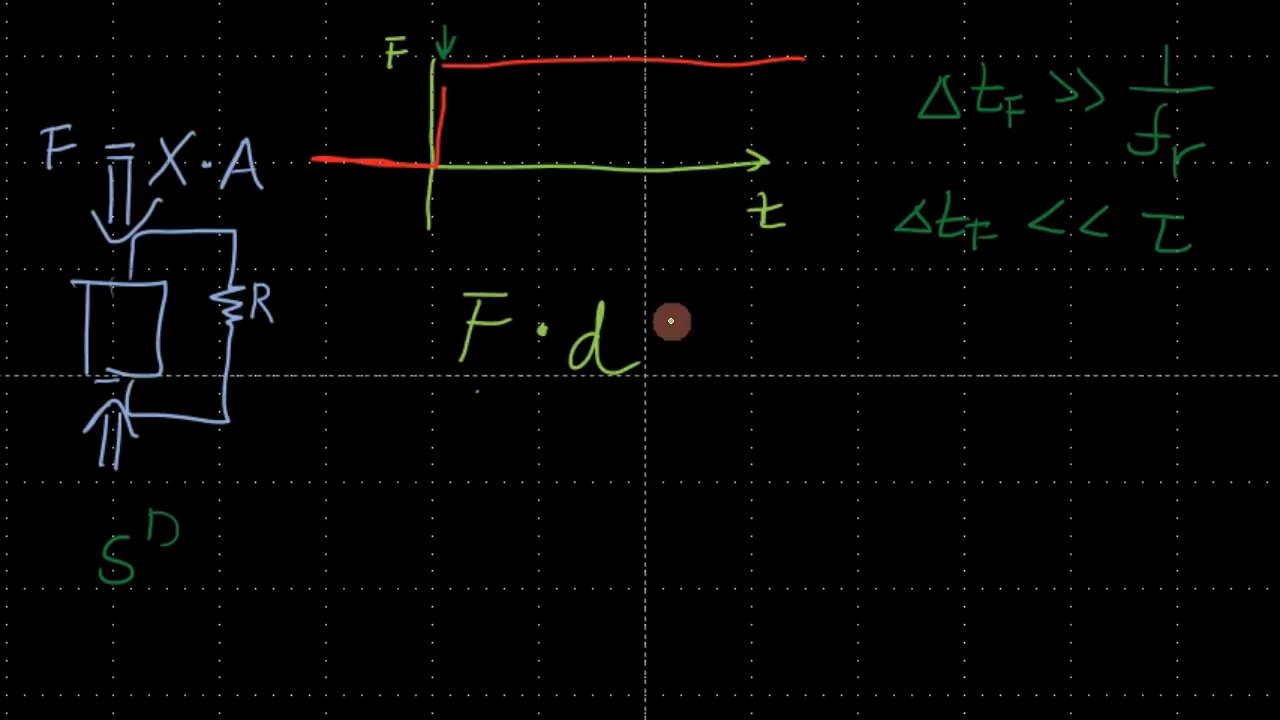 F
Δt_F >> 1/f_r
F = X·A
t
Δt_F << τ
R
F·d
S^D